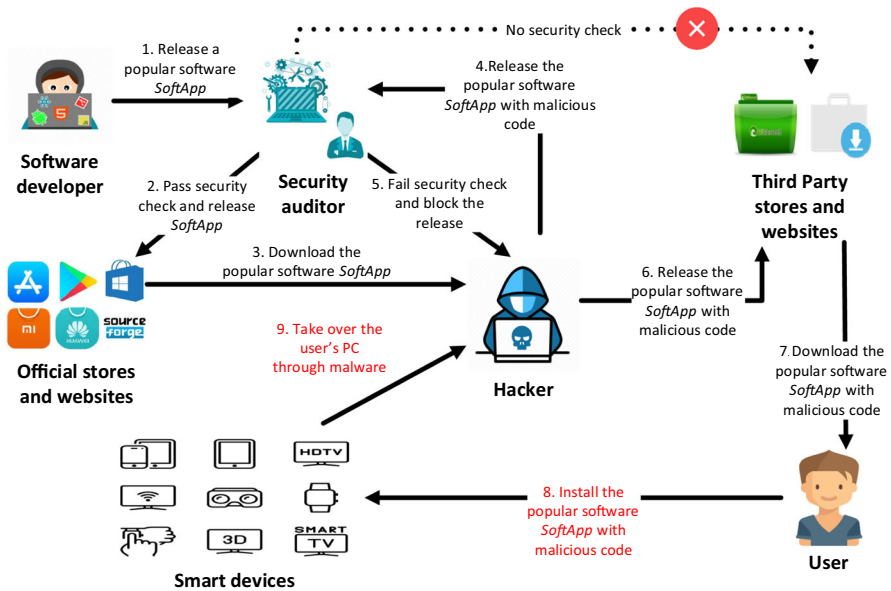 No security check
1. Release a
popular software
SoftApp
4.Release the
popular software
SoftApp with malicious
code
Software
developer
Security
auditor
2. Pass security
check and release
SoftApp
5. Fail security check
and block the
release
Third Party
stores and
websites
3. Download the
popular software SoftApp
6. Release the
popular software
SoftApp with
malicious code
mi
HUAWEI
source
forge
Official stores
and websites
9. Take over the
user's PC
through malware
Hacker
7.Download the
popular software
SoftApp with
malicious code
HDTV
3D
SMART
TV
8. Install the
popular software
SoftApp with
malicious code
Smart devices
User